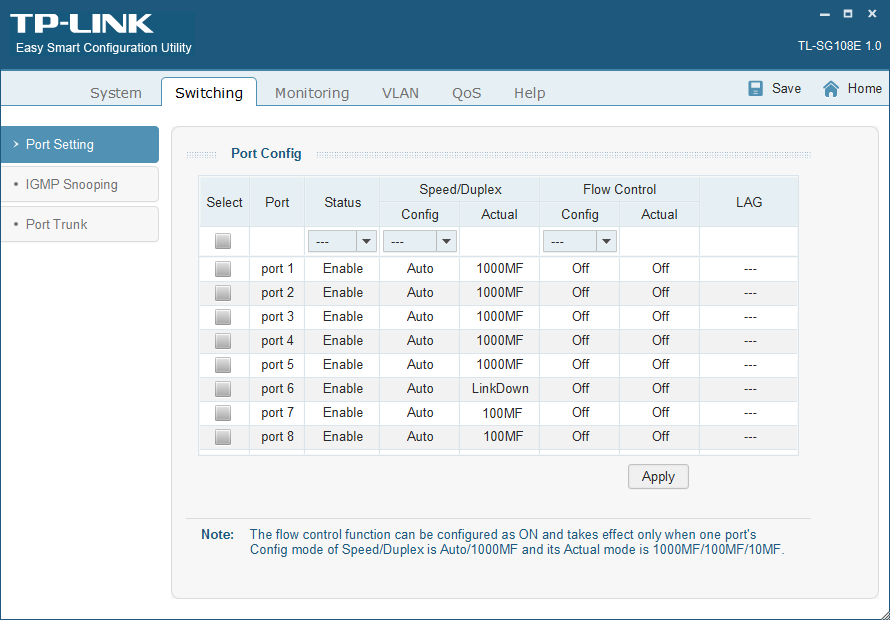 TP-LINK
Easy Smart Configuration Utility
TL-SG108E 1.0
System Switching Monitoring VLAN QoS Help Save Home
Port Setting
IGMP Snooping
Port Trunk
Port Config
Select Port Status Speed/Duplex Flow Control LAG
Config Actual Config Actual
--- --- ---
port 1 Enable Auto 1000MF Off Off ---
port 2 Enable Auto 1000MF Off Off ---
port 3 Enable Auto 1000MF Off Off ---
port 4 Enable Auto 1000MF Off Off ---
port 5 Enable Auto 1000MF Off Off ---
port 6 Enable Auto LinkDown Off Off ---
port 7 Enable Auto 100MF Off Off ---
port 8 Enable Auto 100MF Off Off ---
Apply
Note: The flow control function can be configured as ON and takes effect only when one port's
Config mode of Speed/Duplex is Auto/1000MF and its Actual mode is 1000MF/100MF/10MF.